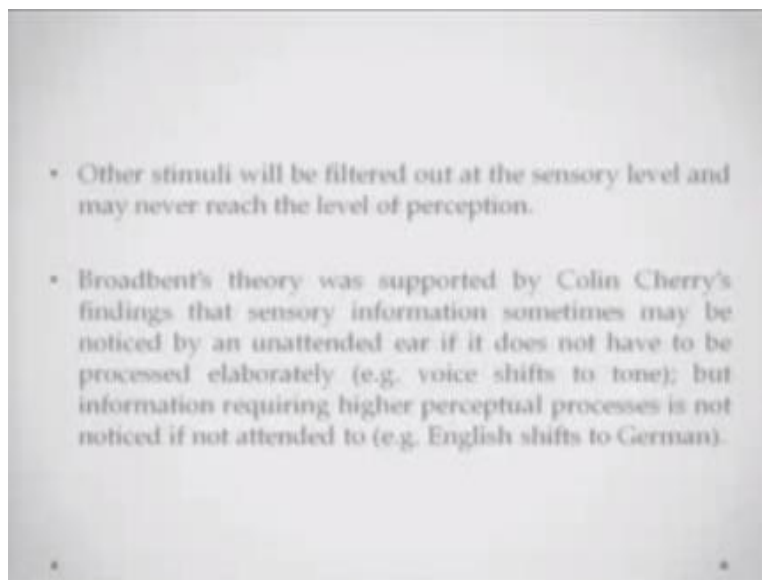 • Other stimuli will be filtered out at the sensory level and
may never reach the level of perception.
• Broadbent's theory was supported by Colin Cherry's
findings that sensory information sometimes may be
noticed by an unattended ear if it does not have to be
processed elaborately (e.g. voice shifts to tone); but
information requiring higher perceptual processes is not
noticed if not attended to (e.g. English shifts to German).